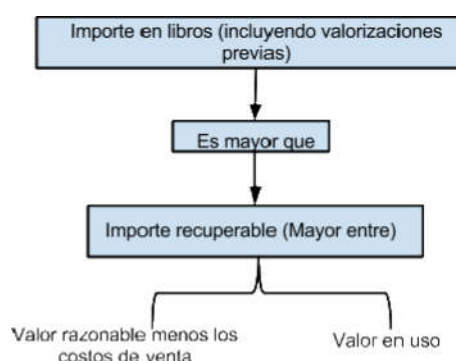 Importe en libros (incluyendo valorizaciones
previas)
Es mayor que
Importe recuperable (Mayor entre)
Valor razonable menos los
costos de venta
Valor en uso